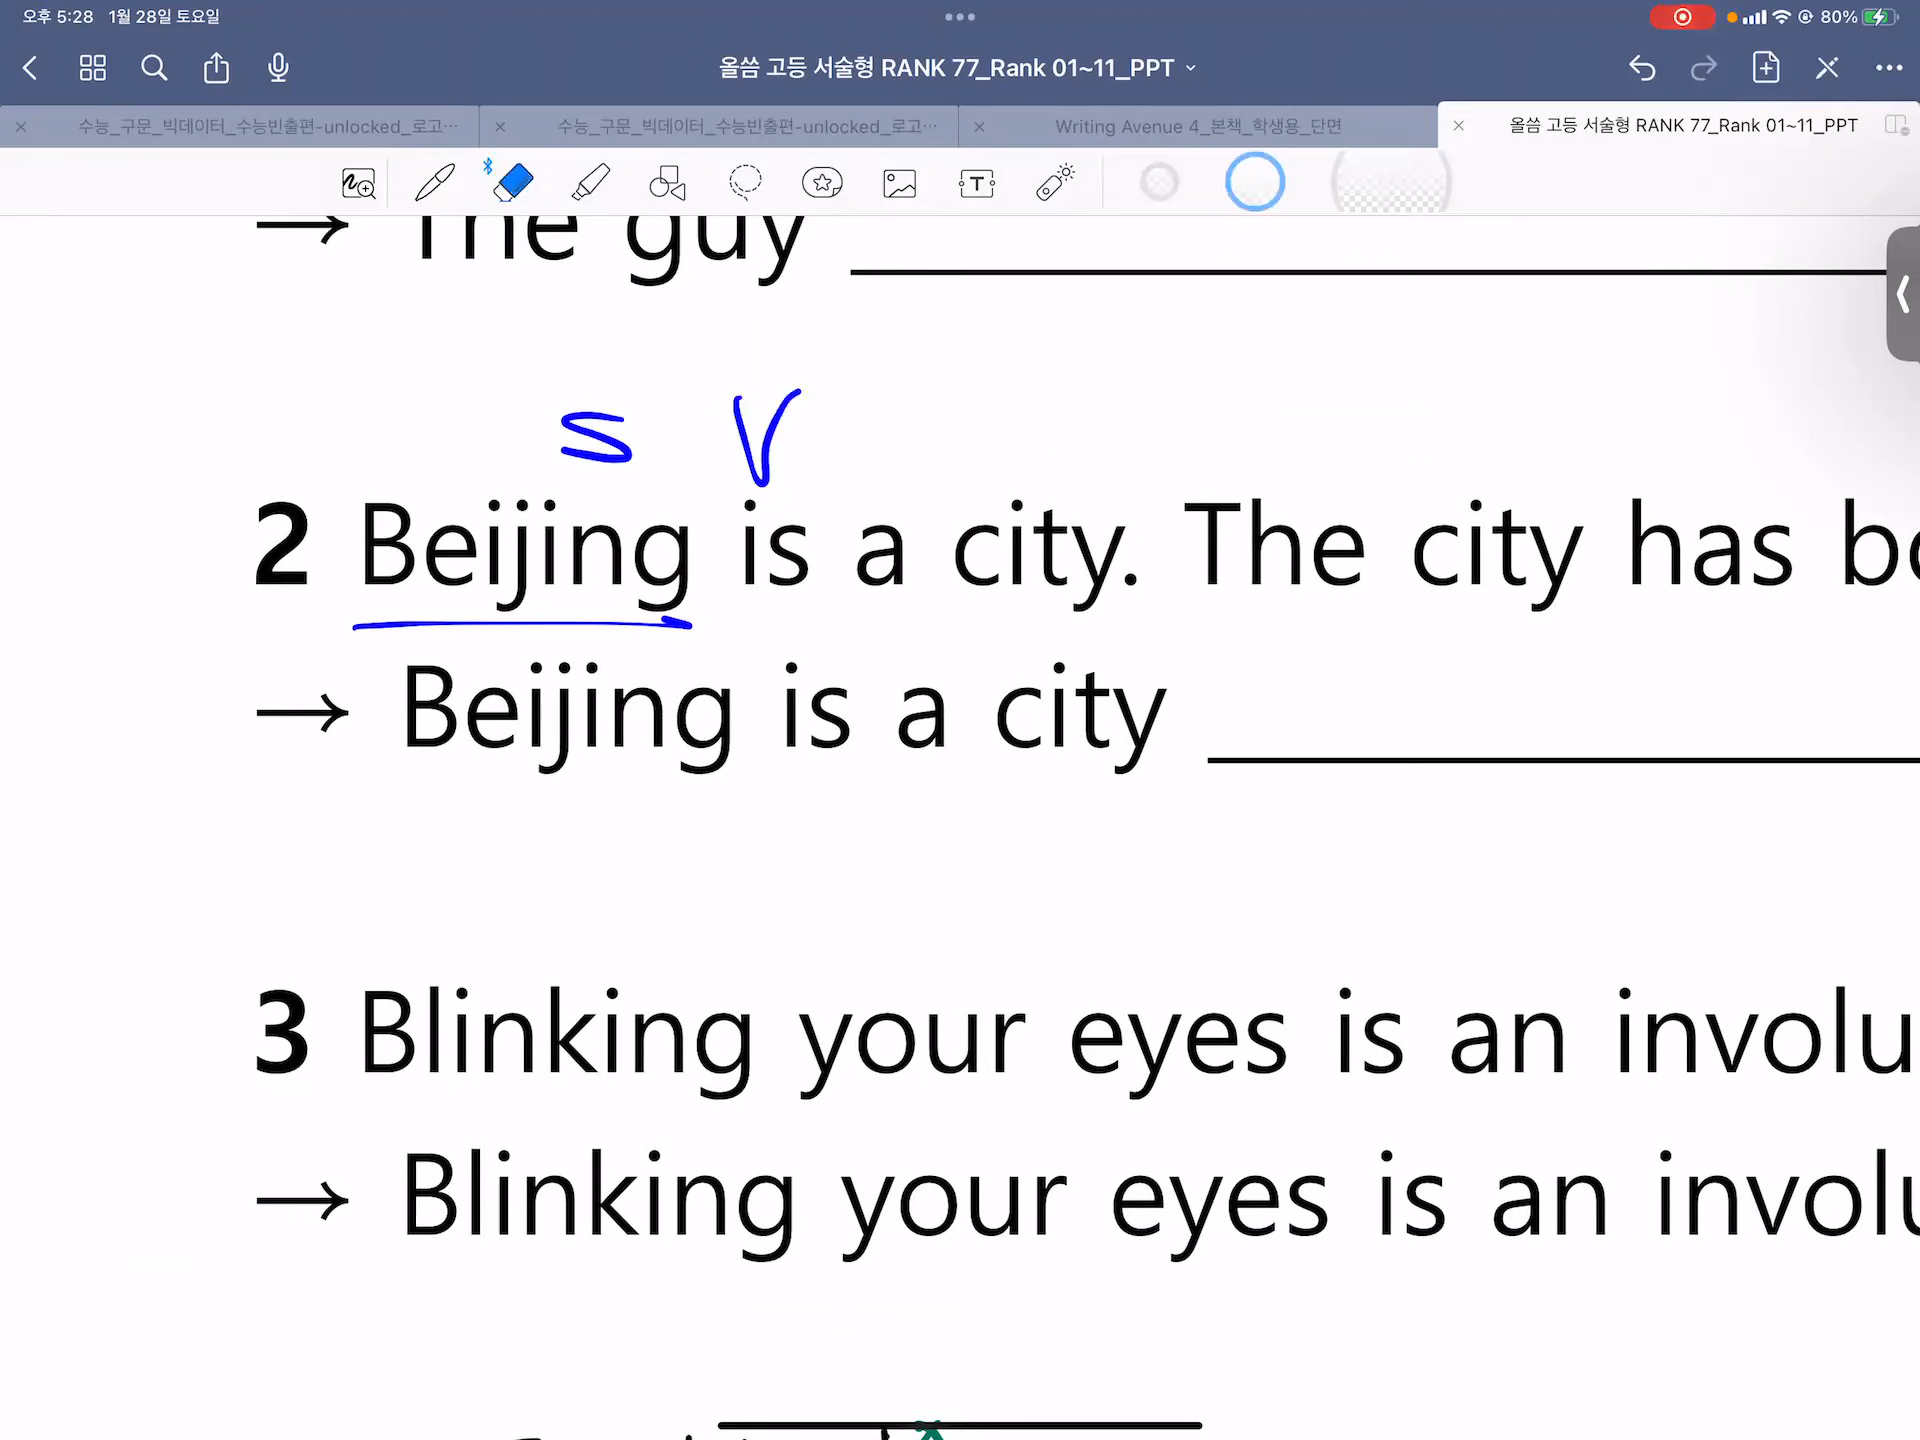 오후 5:28 1월 28일 토요일
80%
올씀 고등 서술형 RANK 77_Rank 01~11_PPT
수능_구문_빅데이터_수능빈출편-unlocked_로고…
수능_구문_빅데이터_수능빈출편-unlocked_로고…
Writing Avenue 4_본책_학생용_단면
올씀 고등 서술형 RANK 77_Rank 01~11_PPT
→ The guy
S V
2 Beijing is a city. The city has
→ Beijing is a city
3 Blinking your eyes is an
→ Blinking your eyes is an